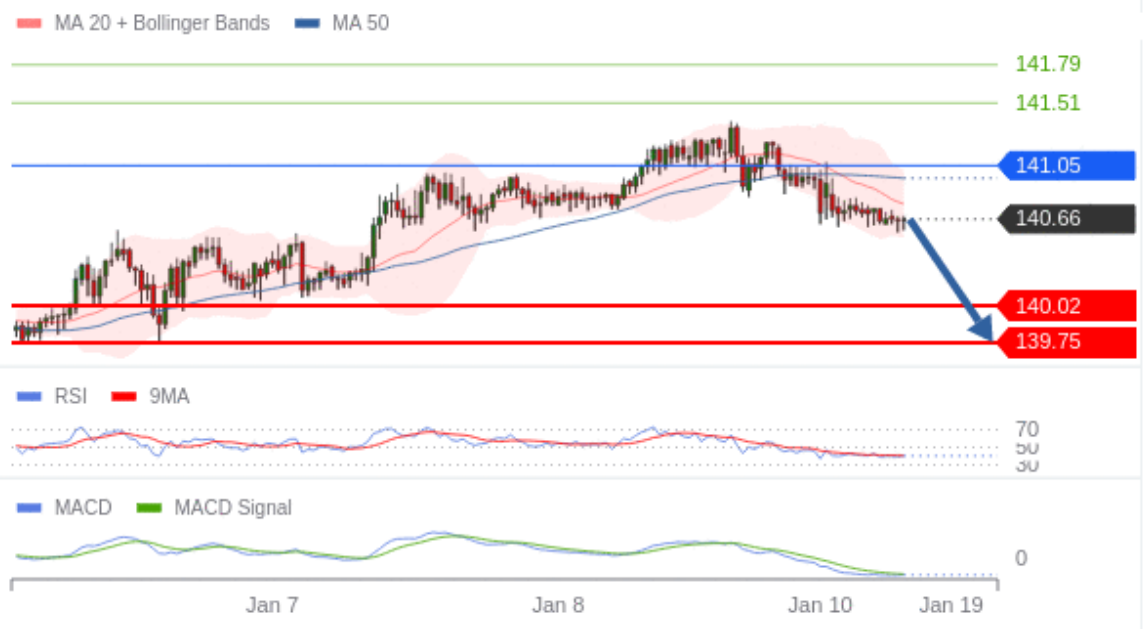 MA 20 + Bollinger Bands MA 50
141.79
141.51
141.05
140.66
140.02
139.75
RSI 9MA
70
50
30
MACD MACD Signal
0
Jan 7 Jan 8 Jan 10 Jan 19